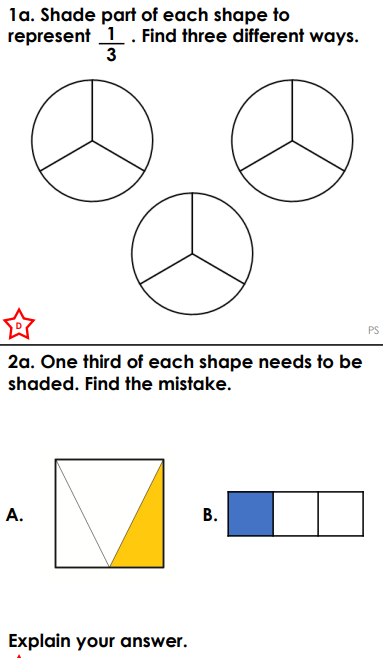 1a. Shade part of each shape to
represent 1/3 . Find three different ways.
D
PS
2a. One third of each shape needs to be
shaded. Find the mistake.
A.
B.
Explain your answer.